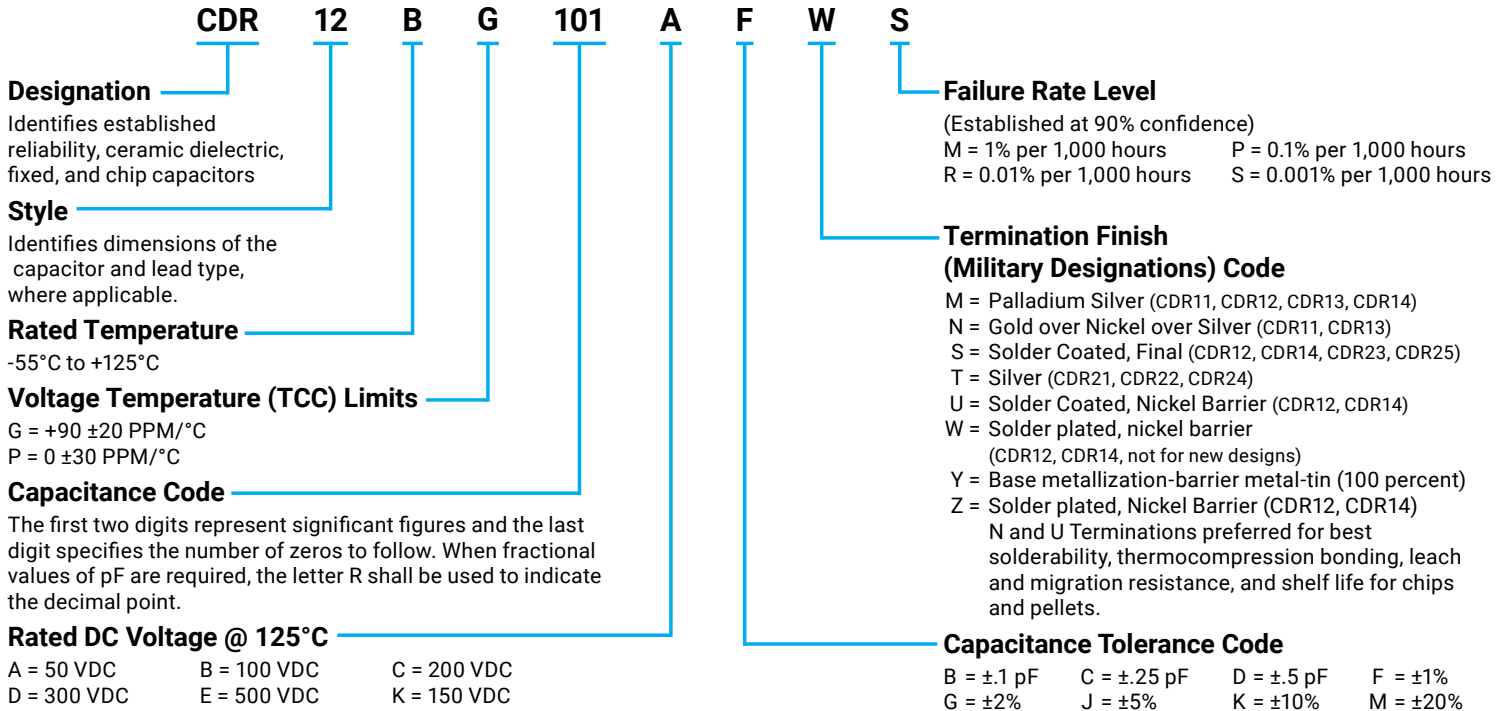 CDR 12 B G 101 A F W S
Designation
Identifies established
reliability, ceramic dielectric,
fixed, and chip capacitors
Style
Identifies dimensions of the
capacitor and lead type,
where applicable.
Rated Temperature
-55°C to +125°C
Voltage Temperature (TCC) Limits
G = +90 ±20 PPM/°C
P = 0 ±30 PPM/°C
Capacitance Code
The first two digits represent significant figures and the last
digit specifies the number of zeros to follow. When fractional
values of pF are required, the letter R shall be used to indicate
the decimal point.
Rated DC Voltage @ 125°C
A = 50 VDC B = 100 VDC C = 200 VDC
D = 300 VDC E = 500 VDC K = 150 VDC
Failure Rate Level
(Established at 90% confidence)
M = 1% per 1,000 hours P = 0.1% per 1,000 hours
R = 0.01% per 1,000 hours S = 0.001% per 1,000 hours
Termination Finish
(Military Designations) Code
M = Palladium Silver (CDR11, CDR12, CDR13, CDR14)
N = Gold over Nickel over Silver (CDR11, CDR13)
S = Solder Coated, Final (CDR12, CDR14, CDR23, CDR25)
T = Silver (CDR21, CDR22, CDR24)
U = Solder Coated, Nickel Barrier (CDR12, CDR14)
W = Solder plated, nickel barrier
(CDR12, CDR14, not for new designs)
Y = Base metallization-barrier metal-tin (100 percent)
Z = Solder plated, Nickel Barrier (CDR12, CDR14)
N and U Terminations preferred for best
solderability, thermocompression bonding, leach
and migration resistance, and shelf life for chips
and pellets.
Capacitance Tolerance Code
B = ±.1 pF C = ±.25 pF D = ±.5 pF F = ±1%
G = ±2% J = ±5% K = ±10% M = ±20%